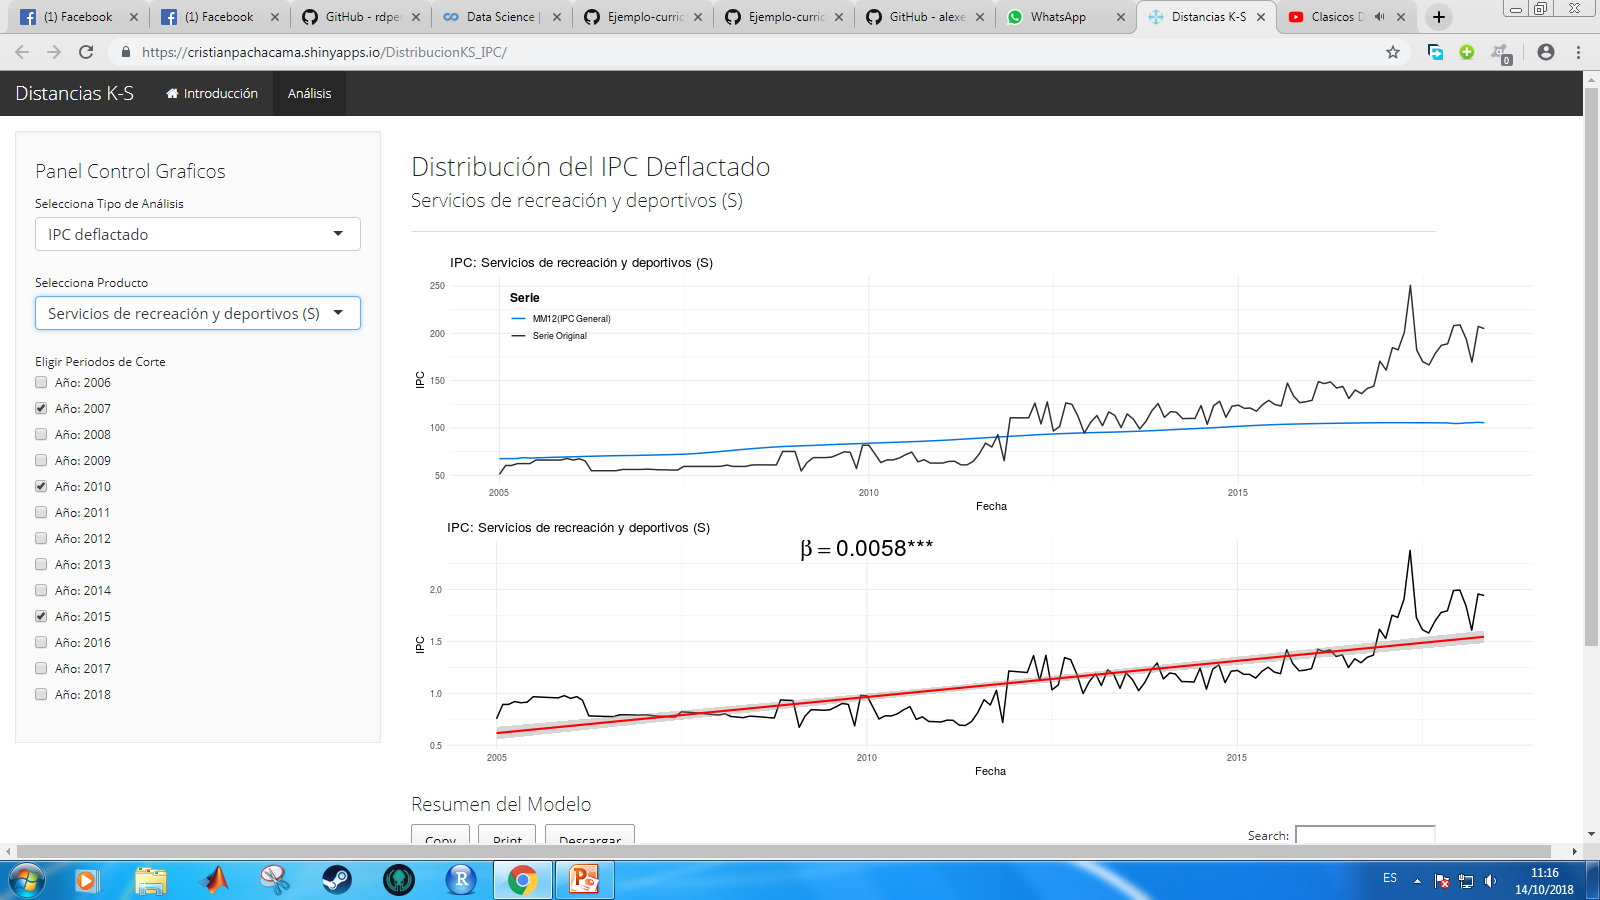 (1) Facebook
(1) Facebook
GitHub - rdpe
Data Science |
Ejemplo-curric
Ejemplo-curric
GitHub - alexe
WhatsApp
Distancias K-S
Clasicos D
https://cristianpachacama.shinyapps.io/DistribucionKS_IPC/
0
Distancias K-S
Introducción
Análisis
Panel Control Graficos
Selecciona Tipo de Análisis
IPC deflactado
Selecciona Producto
Servicios de recreación y deportivos (S)
Eligir Periodos de Corte
Año: 2006
Año: 2007
Año: 2008
Año: 2009
Año: 2010
Año: 2011
Año: 2012
Año: 2013
Año: 2014
Año: 2015
Año: 2016
Año: 2017
Año: 2018
Distribución del IPC Deflactado
Servicios de recreación y deportivos (S)
IPC: Servicios de recreación y deportivos (S)
Serie
MM12(IPC General)
Serie Original
IPC
250
200
150
100
50
2005
2010
2015
Fecha
IPC: Servicios de recreación y deportivos (S)
β = 0.0058***
IPC
2.0
1.5
1.0
0.5
2005
2010
2015
Fecha
Resumen del Modelo
Copy
Print
Descargar
Search:
R
P
ES
11:16
14/10/2018